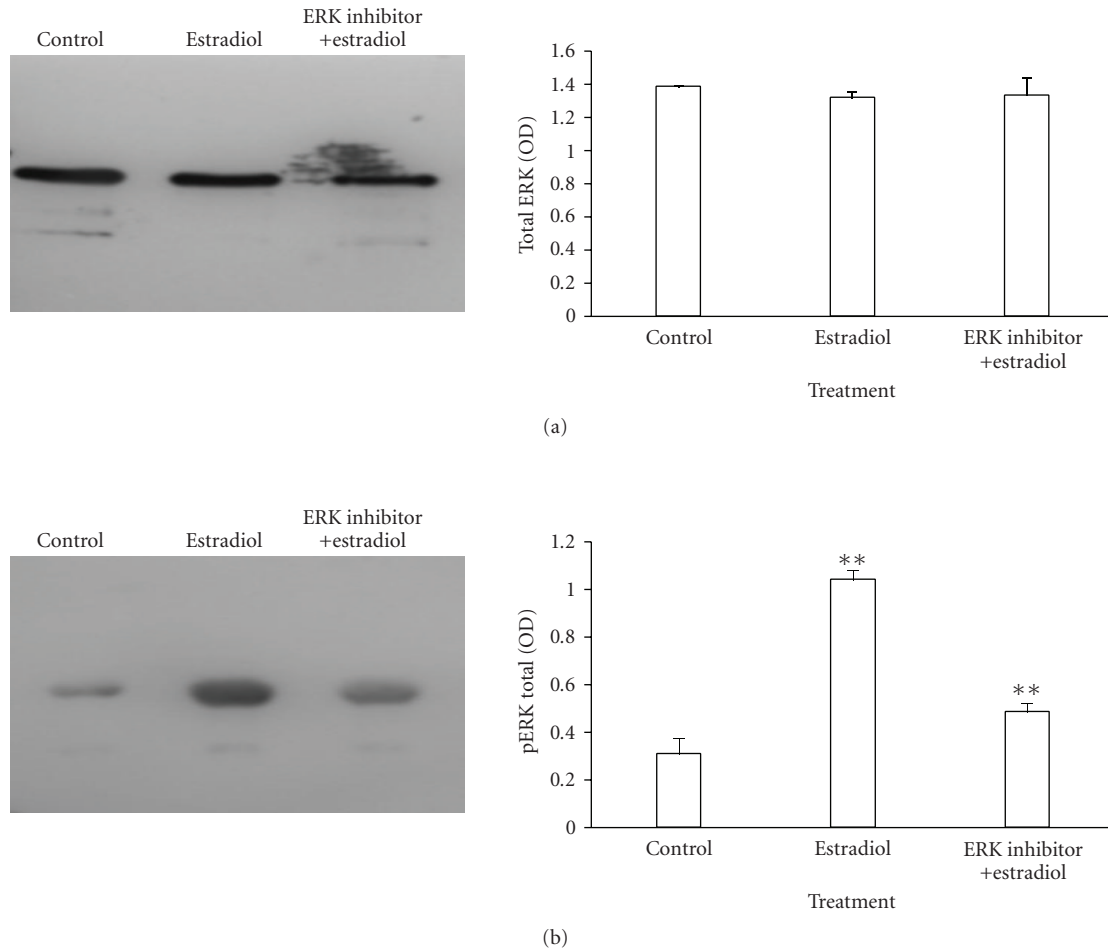 Control
Estradiol
ERK inhibitor
+estradiol
Total ERK (OD)
1.6
1.4
1.2
1
0.8
0.6
0.4
0.2
0
Control
Estradiol
ERK inhibitor
+estradiol
Treatment
(a)
Control
Estradiol
ERK inhibitor
+estradiol
pERK total (OD)
1.2
1
0.8
0.6
0.4
0.2
0
**
**
Control
Estradiol
ERK inhibitor
+estradiol
Treatment
(b)